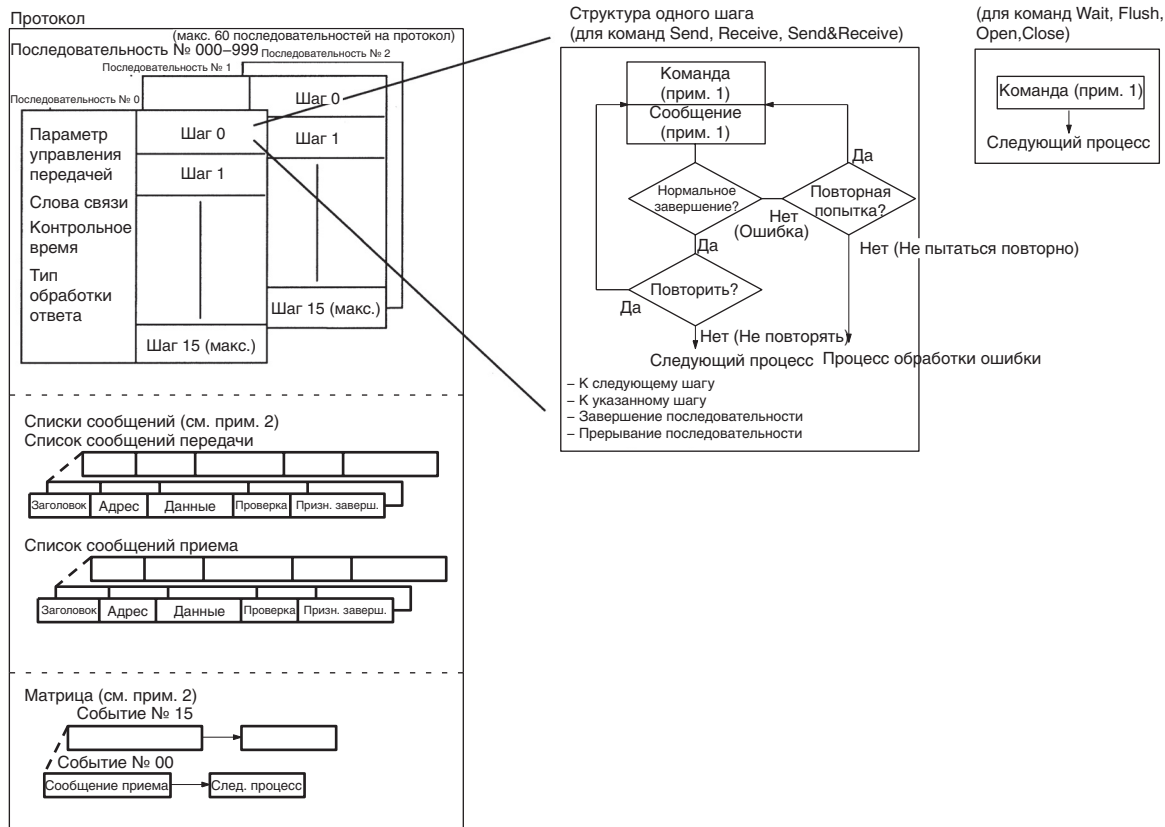 Протокол
(макс. 60 последовательностей на протокол)
Последовательность № 000–999
Последовательность № 2
Последовательность № 1
Последовательность № 0
Шаг 0
Шаг 1
Шаг 15 (макс.)
Параметр
управления
передачей
Слова связи
Контрольное
время
Тип
обработки
ответа
Шаг 0
Шаг 1
Шаг 15 (макс.)
Списки сообщений (см. прим. 2)
Список сообщений передачи
Заголовок Адрес Данные Проверка Призн. заверш.
Список сообщений приема
Заголовок Адрес Данные Проверка Призн. заверш.
Матрица (см. прим. 2)
Событие № 15
Событие № 00
Сообщение приема След. процесс
Структура одного шага
(для команд Send, Receive, Send&Receive)
Команда
(прим. 1)
Сообщение
(прим. 1)
Да
Нормальное
завершение?
Повторная
попытка?
Нет
(Ошибка)
Да
Нет (Не пытаться повторно)
Повторить?
Да
Нет (Не повторять)
Следующий процесс
Процесс обработки ошибки
– К следующему шагу
– К указанному шагу
– Завершение последовательности
– Прерывание последовательности
(для команд Wait, Flush,
Open,Close)
Команда (прим. 1)
Следующий процесс